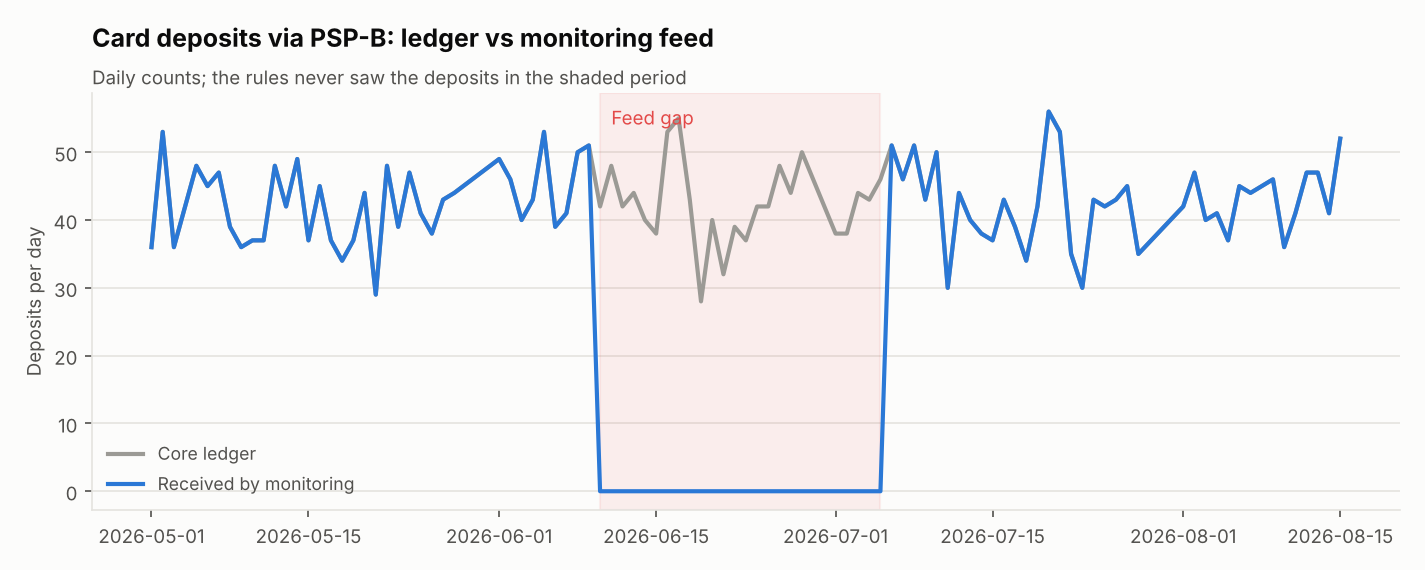 Card deposits via PSP-B: ledger vs monitoring feed
Daily counts; the rules never saw the deposits in the shaded period
Feed gap
Deposits per day
50
40
30
20
10
0
Core ledger
Received by monitoring
2026-05-01
2026-05-15
2026-06-01
2026-06-15
2026-07-01
2026-07-15
2026-08-01
2026-08-15